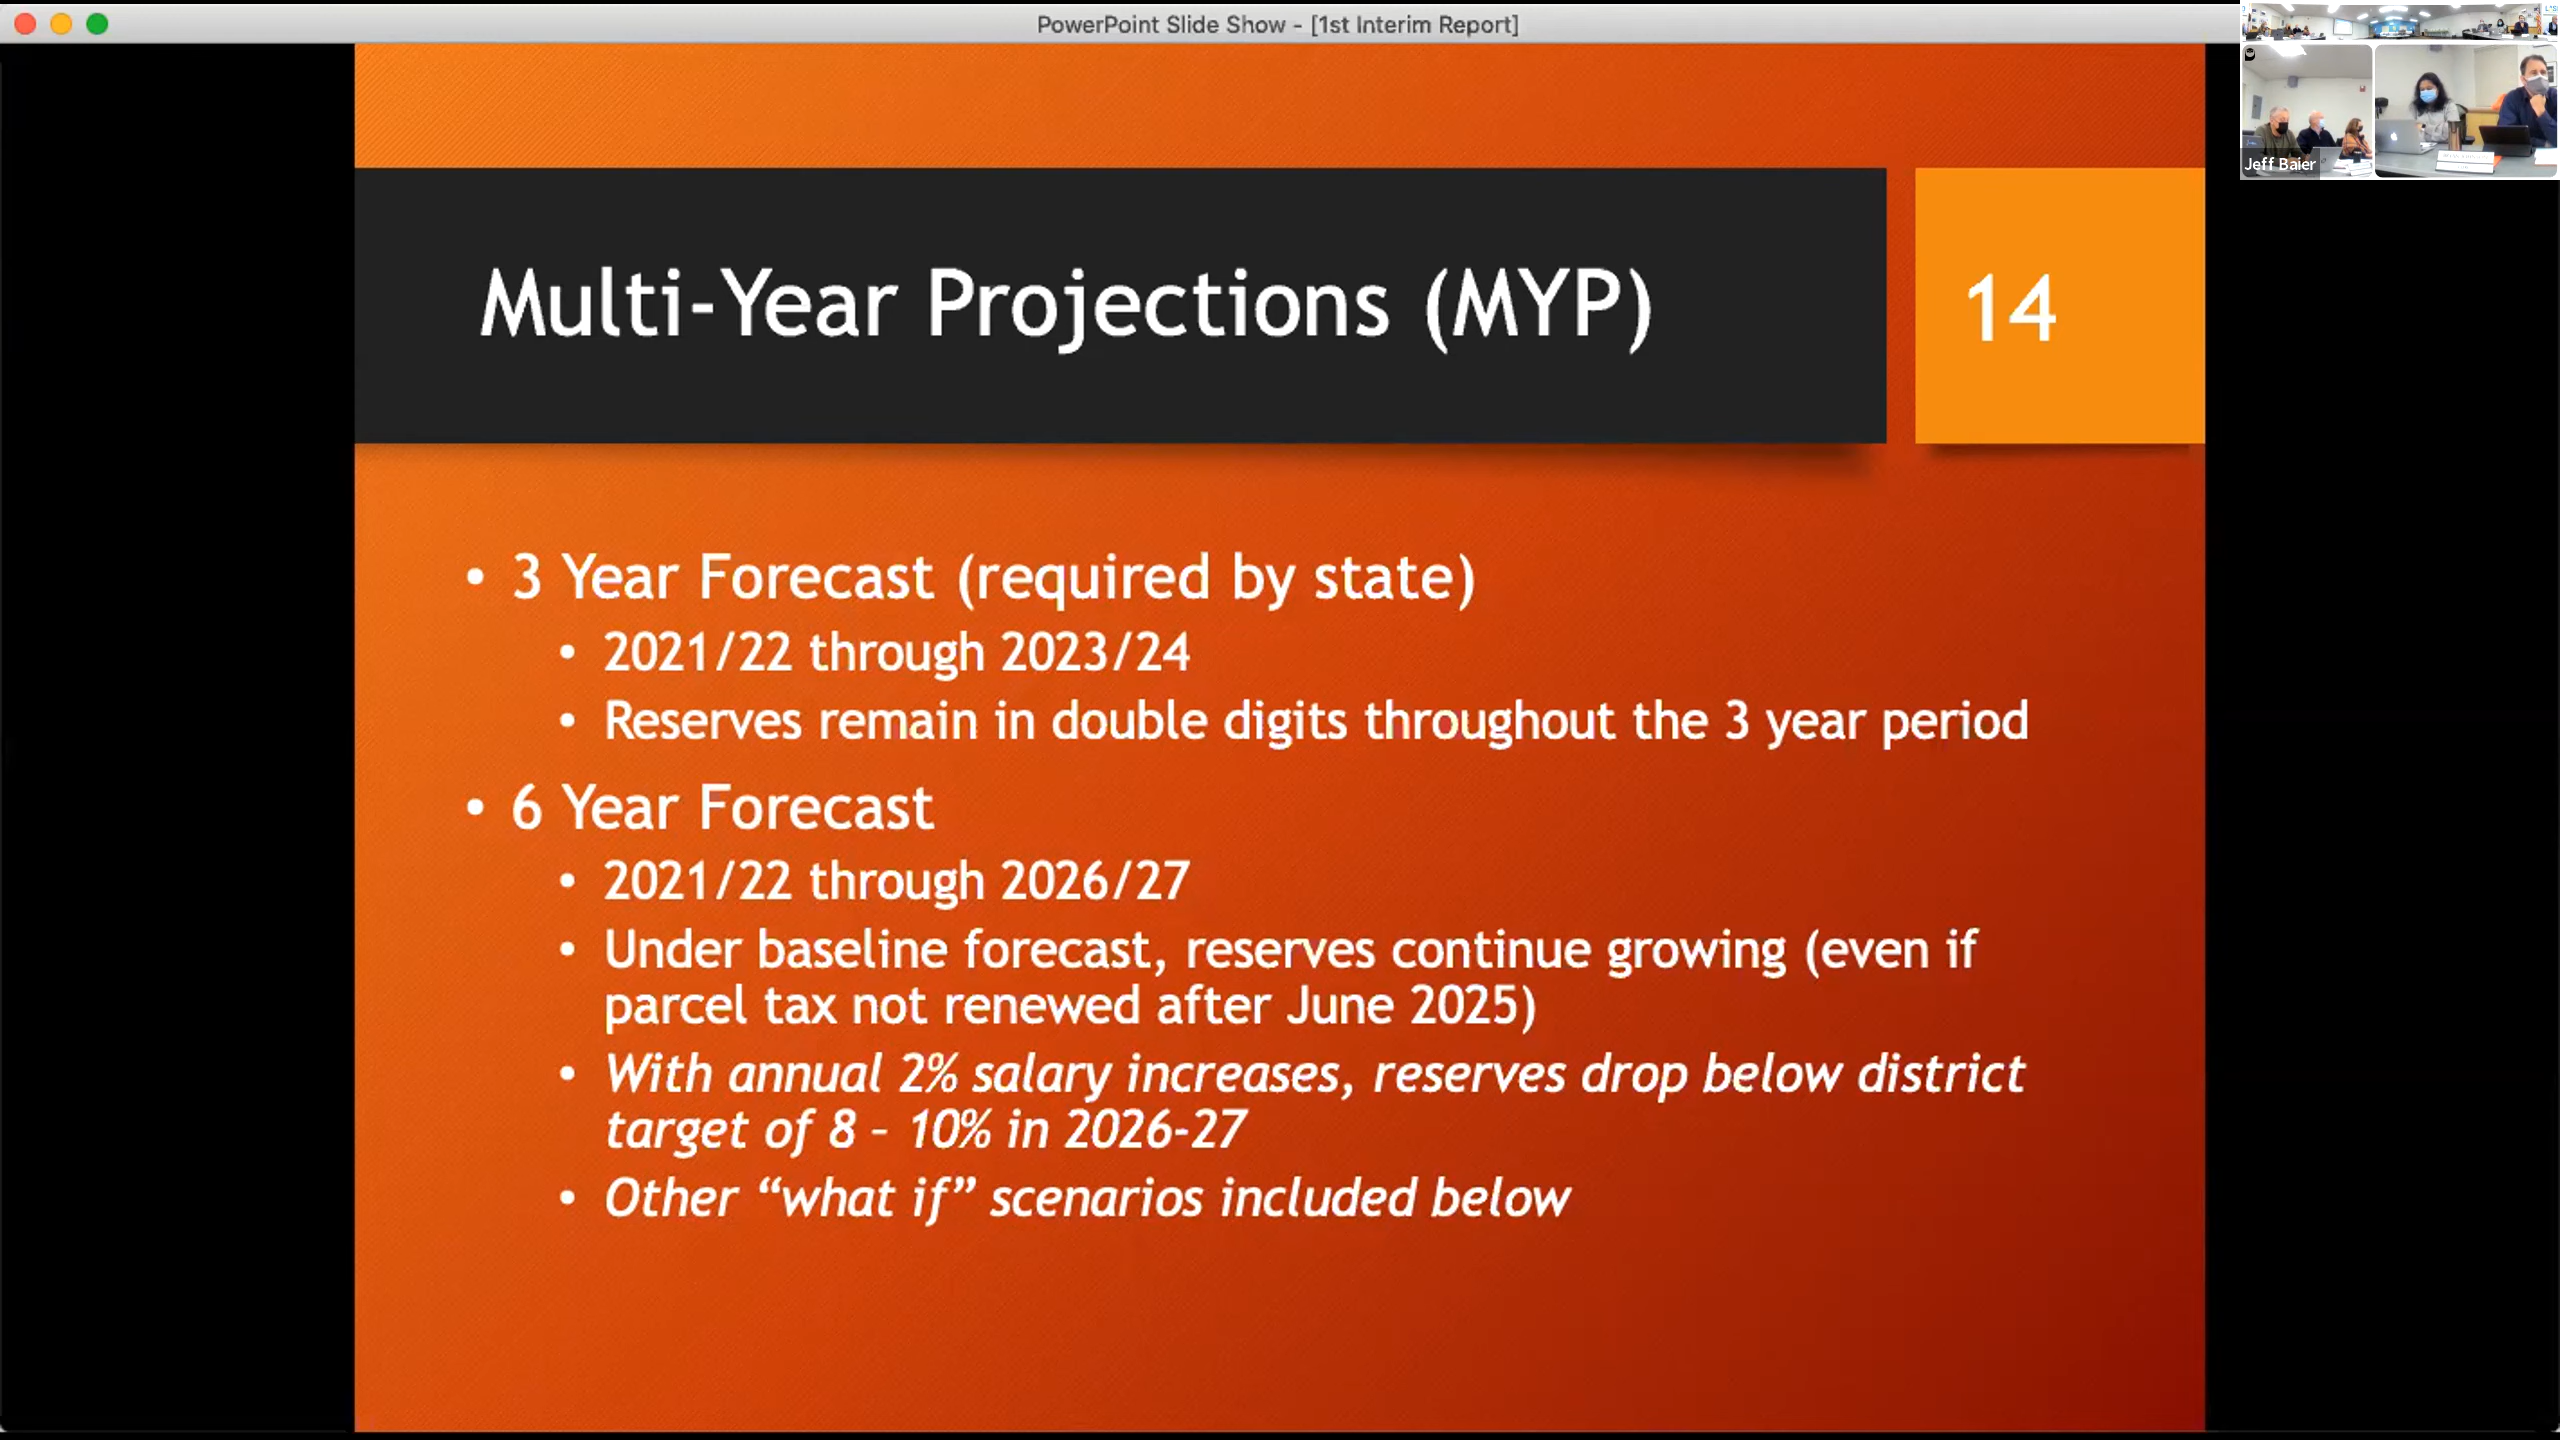 PowerPoint Slide Show - [1st Interim Report]
Jeff Baier
Multi-Year Projections (MYP)
14
• 3 Year Forecast (required by state)
• 2021/22 through 2023/24
• Reserves remain in double digits throughout the 3 year period
• 6 Year Forecast
• 2021/22 through 2026/27
• Under baseline forecast, reserves continue growing (even if
parcel tax not renewed after June 2025)
• With annual 2% salary increases, reserves drop below district
target of 8 – 10% in 2026-27
• Other “what if” scenarios included below